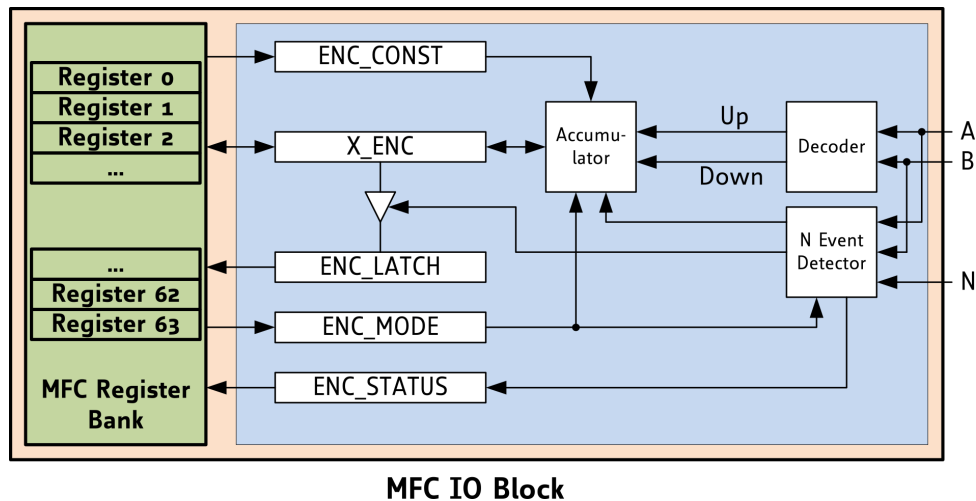 Register 0
Register 1
Register 2
...
...
Register 62
Register 63
MFC Register
Bank
ENC_CONST
X_ENC
ENC_LATCH
ENC_MODE
ENC_STATUS
Accumu-
lator
Up
Down
Decoder
N Event
Detector
A
B
N
MFC IO Block